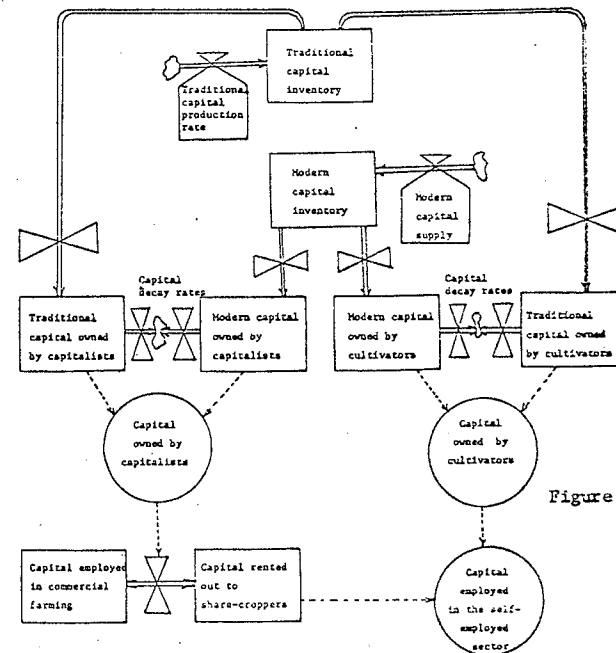 Traditional
capital
inventory
Traditional
capital
production
rate
Modern
capital
inventory
Modern
capital
supply
Capital
decay rates
Capital
decay rates
Traditional
capital owned
by capitalists
Modern capital
owned by
capitalists
Modern capital
owned by
cultivators
Traditional
capital owned
by cultivators
Capital
owned by
capitalists
Capital
owned by
cultivators
Figure
Capital employed
in commercial
farming
Capital rented
out to
share-croppers
Capital
employed
in the self-
employed
sector